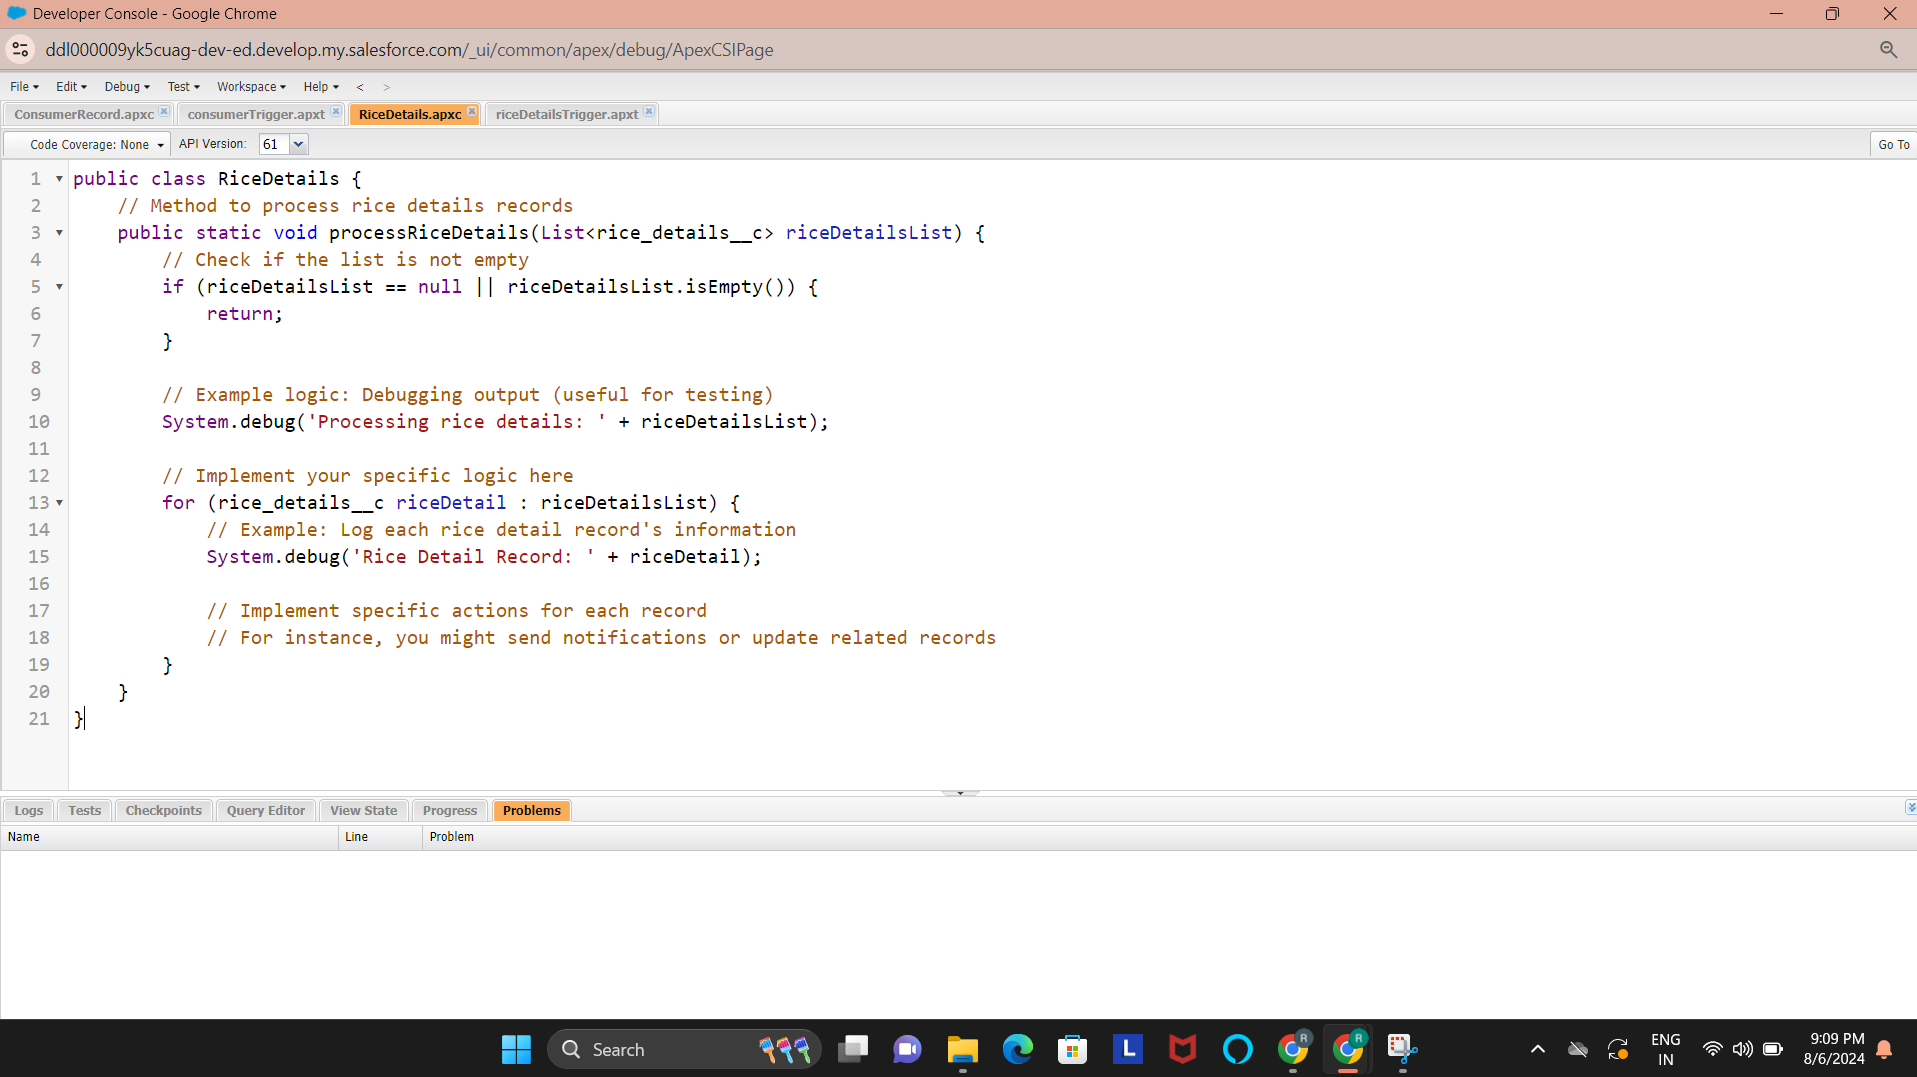 Developer Console - Google Chrome
ddl000009yk5cuag-dev-ed.develop.my.salesforce.com/_ui/common/apex/debug/ApexCSIPage
File Edit Debug Test Workspace Help < >
ConsumerRecord.apxc consumerTrigger.apxt RiceDetails.apxc riceDetailsTrigger.apxt
Code Coverage: None API Version: 61 Go To
1 public class RiceDetails {
2 // Method to process rice details records
3 public static void processRiceDetails(List<rice_details__c> riceDetailsList) {
4 // Check if the list is not empty
5 if (riceDetailsList == null || riceDetailsList.isEmpty()) {
6 return;
7 }
8
9 // Example logic: Debugging output (useful for testing)
10 System.debug('Processing rice details: ' + riceDetailsList);
11
12 // Implement your specific logic here
13 for (rice_details__c riceDetail : riceDetailsList) {
14 // Example: Log each rice detail record's information
15 System.debug('Rice Detail Record: ' + riceDetail);
16
17 // Implement specific actions for each record
18 // For instance, you might send notifications or update related records
19 }
20 }
21 }
Logs Tests Checkpoints Query Editor View State Progress Problems
Name Line Problem
Search L R R ENG 9:09 PM
IN 8/6/2024